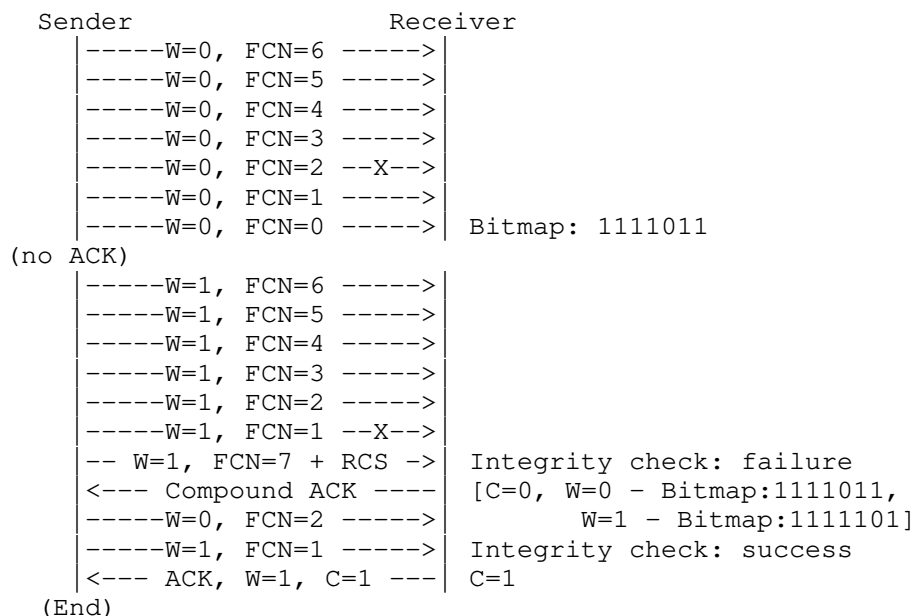 Sender                      Receiver
|-----W=0, FCN=6 ----->|
|-----W=0, FCN=5 ----->|
|-----W=0, FCN=4 ----->|
|-----W=0, FCN=3 ----->|
|-----W=0, FCN=2 --X-->|
|-----W=0, FCN=1 ----->|
|-----W=0, FCN=0 ----->| Bitmap: 1111011
(no ACK)
|-----W=1, FCN=6 ----->|
|-----W=1, FCN=5 ----->|
|-----W=1, FCN=4 ----->|
|-----W=1, FCN=3 ----->|
|-----W=1, FCN=2 ----->|
|-----W=1, FCN=1 --X-->|
|-- W=1, FCN=7 + RCS ->| Integrity check: failure
|<--- Compound ACK ----| [C=0, W=0 - Bitmap:1111011,
|-----W=0, FCN=2 ----->|       W=1 - Bitmap:1111101]
|-----W=1, FCN=1 ----->| Integrity check: success
|<--- ACK, W=1, C=1 ---| C=1
(End)